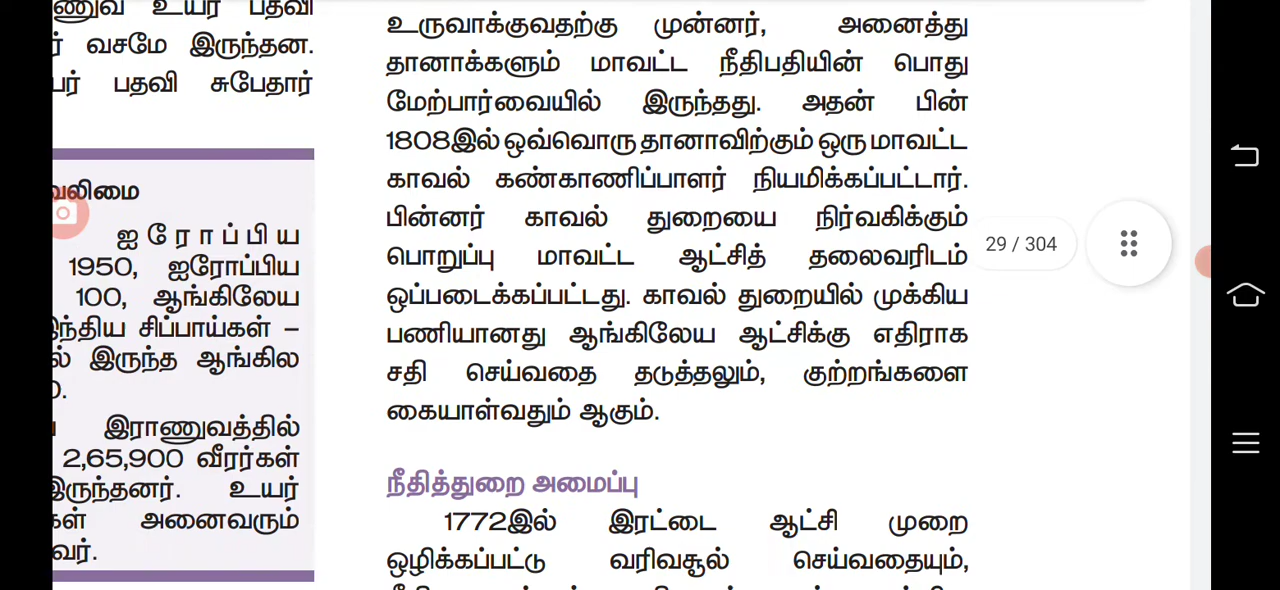 உயர் பதவி
வசமே இருந்தன.
பதவி சுபேதார்
ஐ ரோ ப் பி ய
1950, ஐரோப்பிய
100, ஆங்கிலேய
சிப்பாய்கள் –
இருந்த ஆங்கில
இராணுவத்தில்
2,65,900 வீரர்கள்
உயர்
அனைவரும்
உருவாக்குவதற்கு முன்னர், அனைத்து
தானாக்களும் மாவட்ட நீதிபதியின் பொது
மேற்பார்வையில் இருந்தது. அதன் பின்
1808இல் ஒவ்வொரு தானாவிற்கும் ஒரு மாவட்ட
காவல் கண்காணிப்பாளர் நியமிக்கப்பட்டார்.
பின்னர் காவல் துறையை நிர்வகிக்கும்
பொறுப்பு மாவட்ட ஆட்சித் தலைவரிடம்
ஒப்படைக்கப்பட்டது. காவல் துறையில் முக்கிய
பணியானது ஆங்கிலேய ஆட்சிக்கு எதிராக
சதி செய்வதை தடுத்தலும், குற்றங்களை
கையாள்வதும் ஆகும்.
நீதித்துறை அமைப்பு
1772இல் இரட்டை ஆட்சி முறை
ஒழிக்கப்பட்டு வரிவசூல் செய்வதையும்,
29 / 304